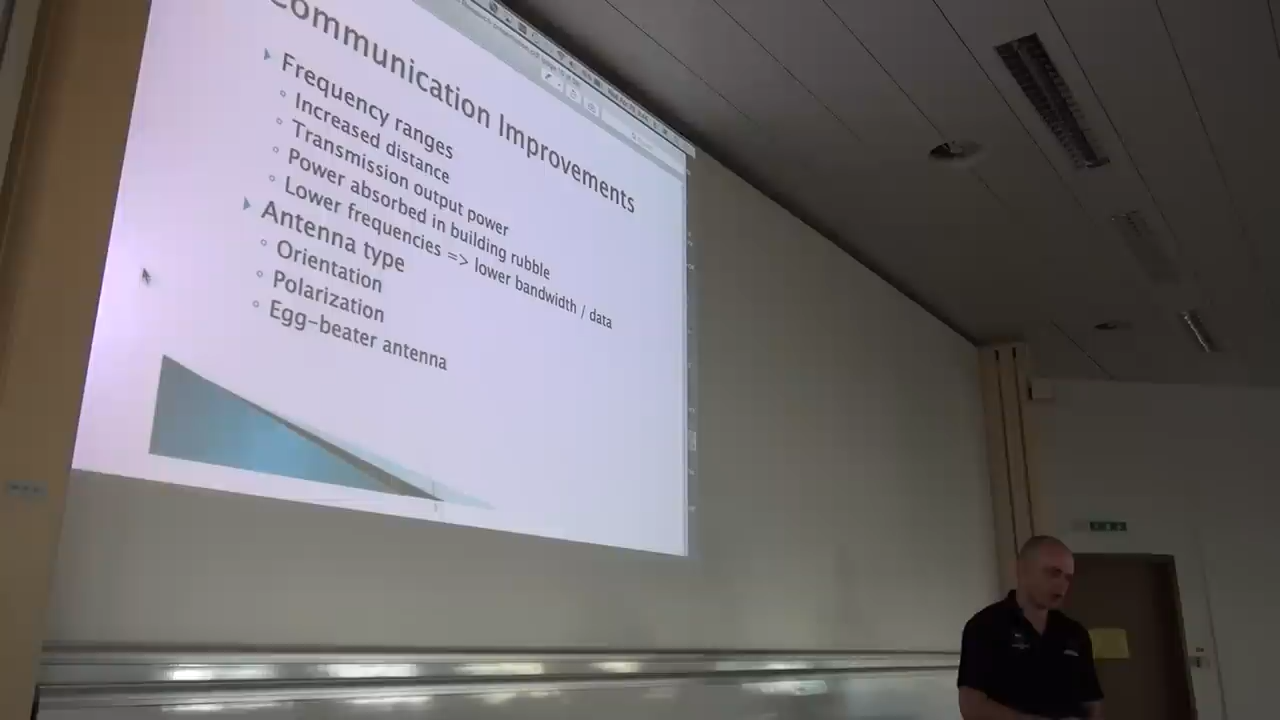 Communication Improvements
Frequency ranges
Increased distance
Transmission output power
Power absorbed in building rubble
Lower frequencies => lower bandwidth / data
Antenna type
Orientation
Polarization
Egg-beater antenna